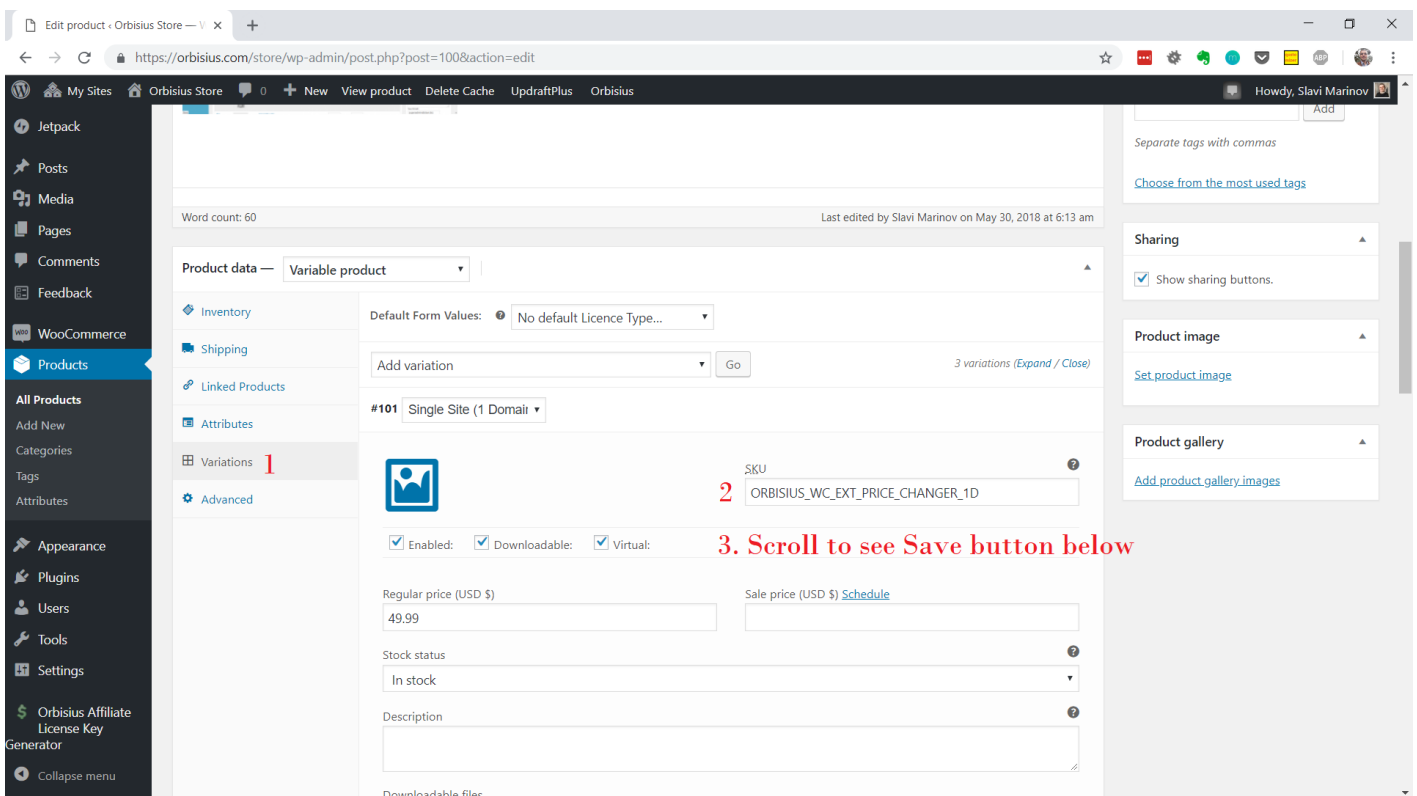 Edit product ‹ Orbisius Store — W
https://orbisius.com/store/wp-admin/post.php?post=100&action=edit
ABP
My Sites Orbisius Store 0 New View product Delete Cache UpdraftPlus Orbisius Howdy, Slavi Marinov
Jetpack
Posts
Media
Pages
Comments
Feedback
WooCommerce
Products
All Products
Add New
Categories
Tags
Attributes
Appearance
Plugins
Users
Tools
Settings
$ Orbisius Affiliate
License Key
Generator
Collapse menu
Word count: 60 Last edited by Slavi Marinov on May 30, 2018 at 6:13 am
Product data — Variable product
Inventory
Shipping
Linked Products
Attributes
Variations 1
Advanced
Default Form Values: ? No default Licence Type...
Add variation Go 3 variations (Expand / Close)
#101 Single Site (1 Domain
SKU ?
2 ORBISIUS_WC_EXT_PRICE_CHANGER_1D
Enabled: Downloadable: Virtual:
3. Scroll to see Save button below
Regular price (USD $) Sale price (USD $) Schedule
49.99
Stock status ?
In stock
Description ?
Downloadable files
Add
Separate tags with commas
Choose from the most used tags
Sharing
Show sharing buttons.
Product image
Set product image
Product gallery
Add product gallery images